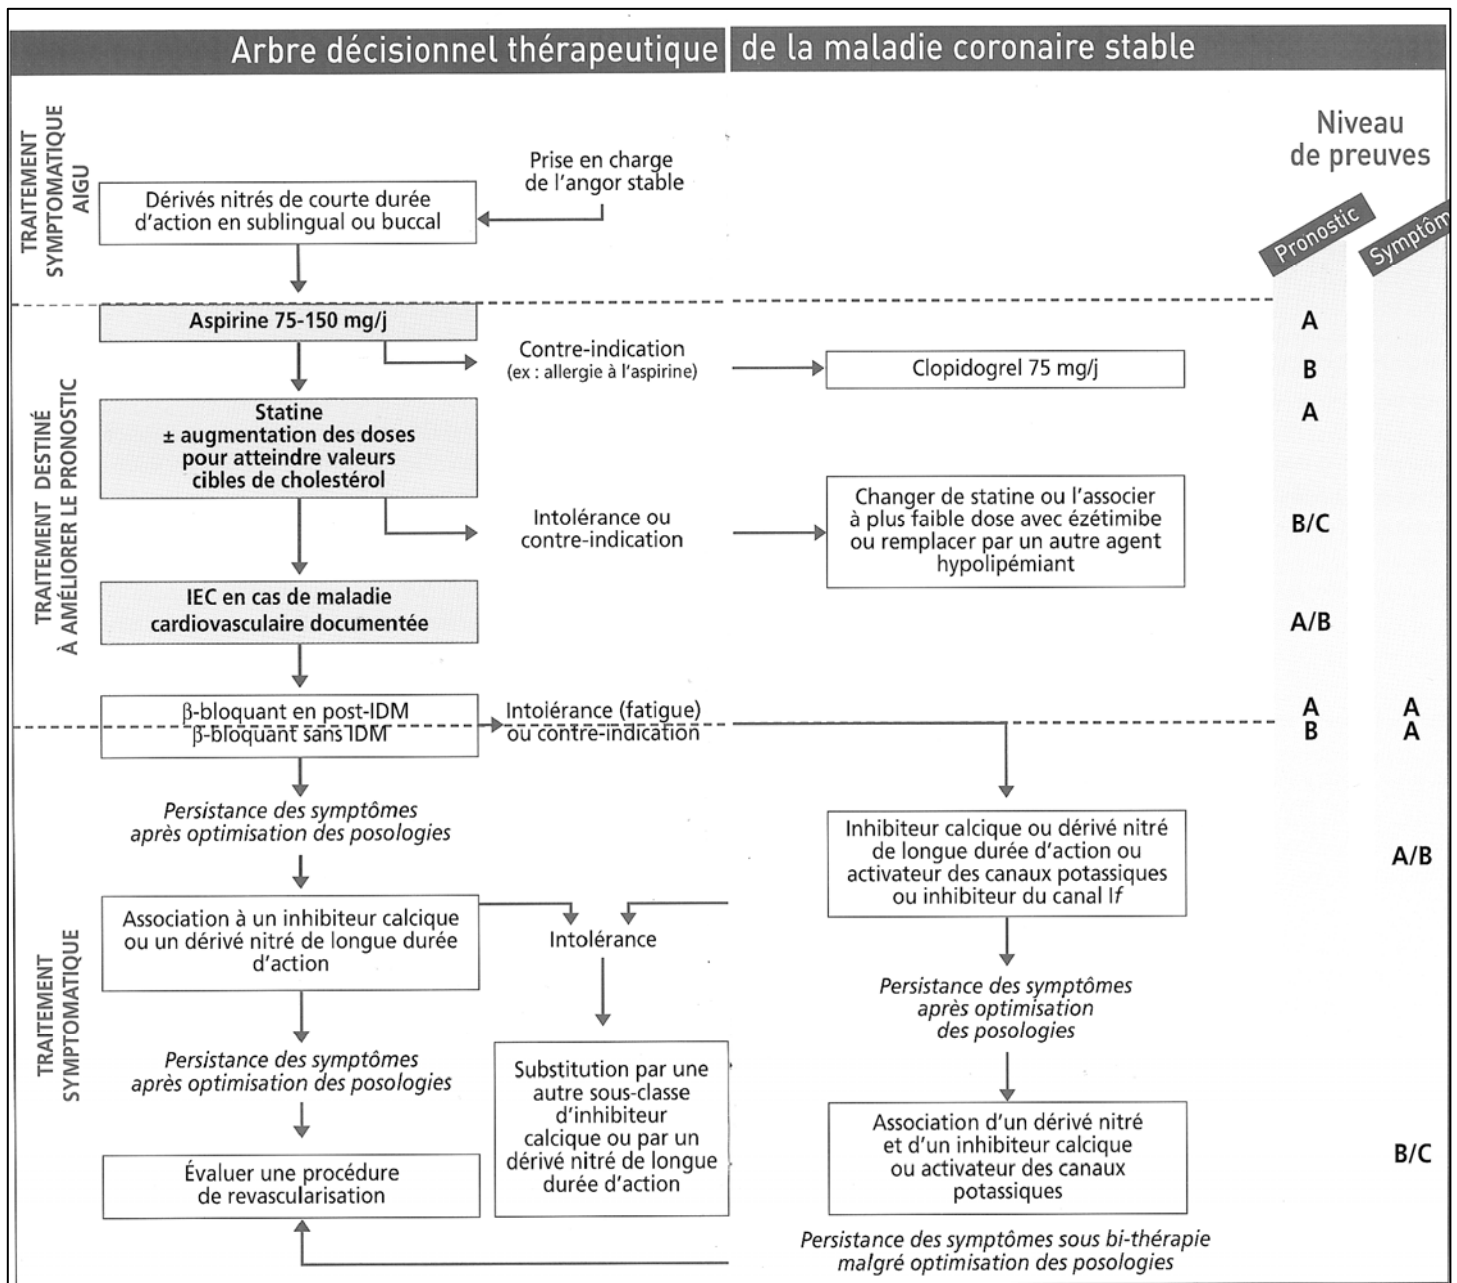 Arbre décisionnel thérapeutique de la maladie coronaire stable
Niveau
de preuves
Pronostic
Symptôm
TRAITEMENT
SYMPTOMATIQUE
AIGU
Prise en charge
de l'angor stable
Dérivés nitrés de courte durée
d'action en sublingual ou buccal
TRAITEMENT DESTINÉ
À AMÉLIORER LE PRONOSTIC
Aspirine 75-150 mg/j
A
Contre-indication
(ex : allergie à l'aspirine)
Clopidogrel 75 mg/j
B
Statine
± augmentation des doses
pour atteindre valeurs
cibles de cholestérol
A
Intolérance ou
contre-indication
Changer de statine ou l'associer
à plus faible dose avec ézétimibe
ou remplacer par un autre agent
hypolipémiant
B/C
IEC en cas de maladie
cardiovasculaire documentée
A/B
β-bloquant en post-IDM
β-bloquant sans IDM
Intolérance (fatigue)
ou contre-indication
A A
B A
TRAITEMENT
SYMPTOMATIQUE
Persistance des symptômes
après optimisation des posologies
Inhibiteur calcique ou dérivé nitré
de longue durée d'action ou
activateur des canaux potassiques
ou inhibiteur du canal If
A/B
Association à un inhibiteur calcique
ou un dérivé nitré de longue durée
d'action
Intolérance
Persistance des symptômes
après optimisation
des posologies
Persistance des symptômes
après optimisation des posologies
Substitution par une
autre sous-classe
d'inhibiteur
calcique ou par un
dérivé nitré de longue
durée d'action
Association d'un dérivé nitré
et d'un inhibiteur calcique
ou activateur des canaux
potassiques
B/C
Évaluer une procédure
de revascularisation
Persistance des symptômes sous bi-thérapie
malgré optimisation des posologies